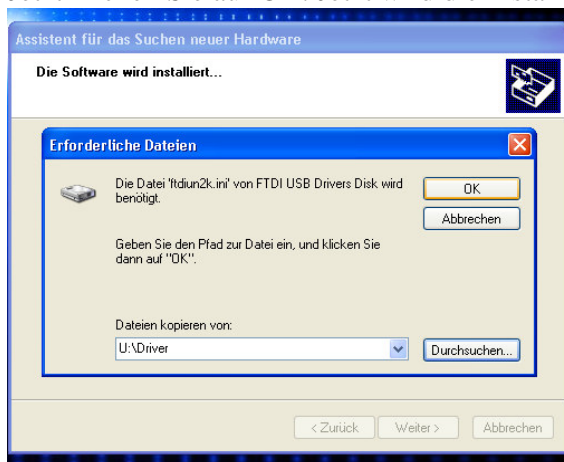 Assistent für das Suchen neuer Hardware
Die Software wird installiert...
Erforderliche Dateien
Die Datei 'ftdiun2k.ini' von FTDI USB Drivers Disk wird
benötigt.
OK
Abbrechen
Geben Sie den Pfad zur Datei ein, und klicken Sie
dann auf "OK".
Dateien kopieren von:
U:\Driver
Durchsuchen...
< Zurück
Weiter >
Abbrechen